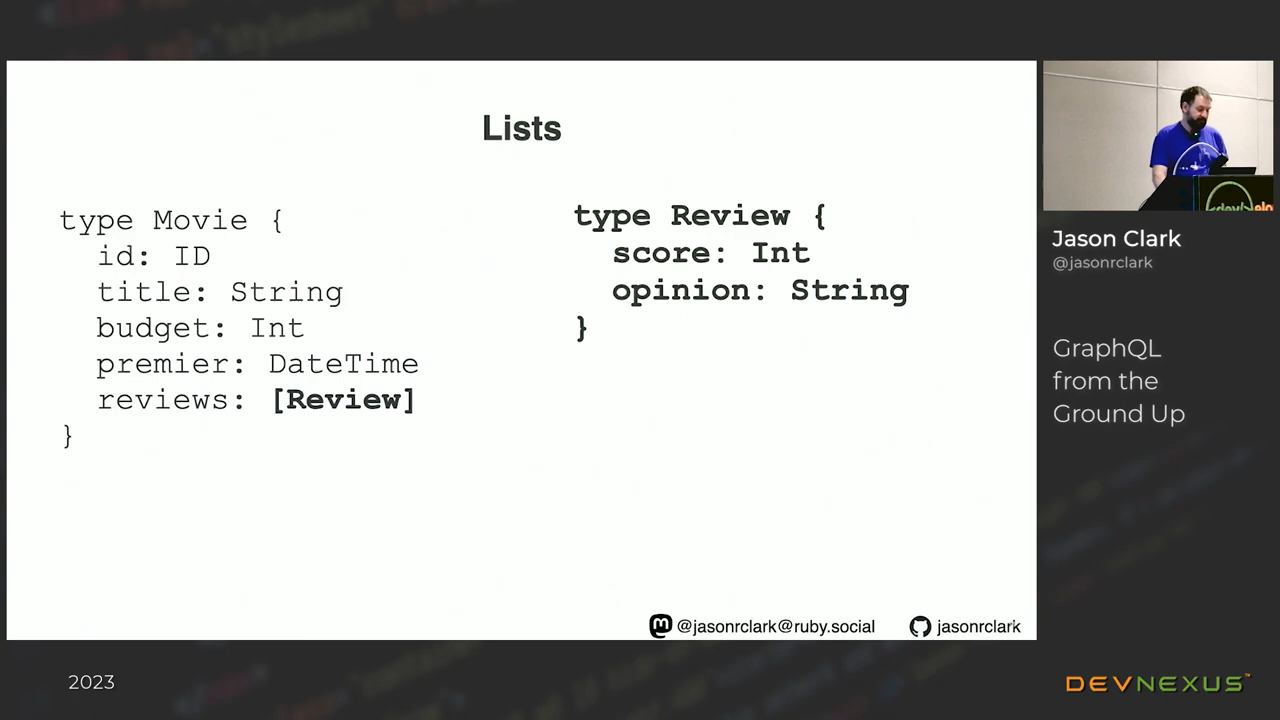 Lists
type Movie {
id: ID
title: String
budget: Int
premier: DateTime
reviews: [Review]
}
type Review {
score: Int
opinion: String
}
@jasonrclark@ruby.social
jasonrclark
Jason Clark
@jasonrclark
GraphQL
from the
Ground Up
2023
DEVNEXUS™